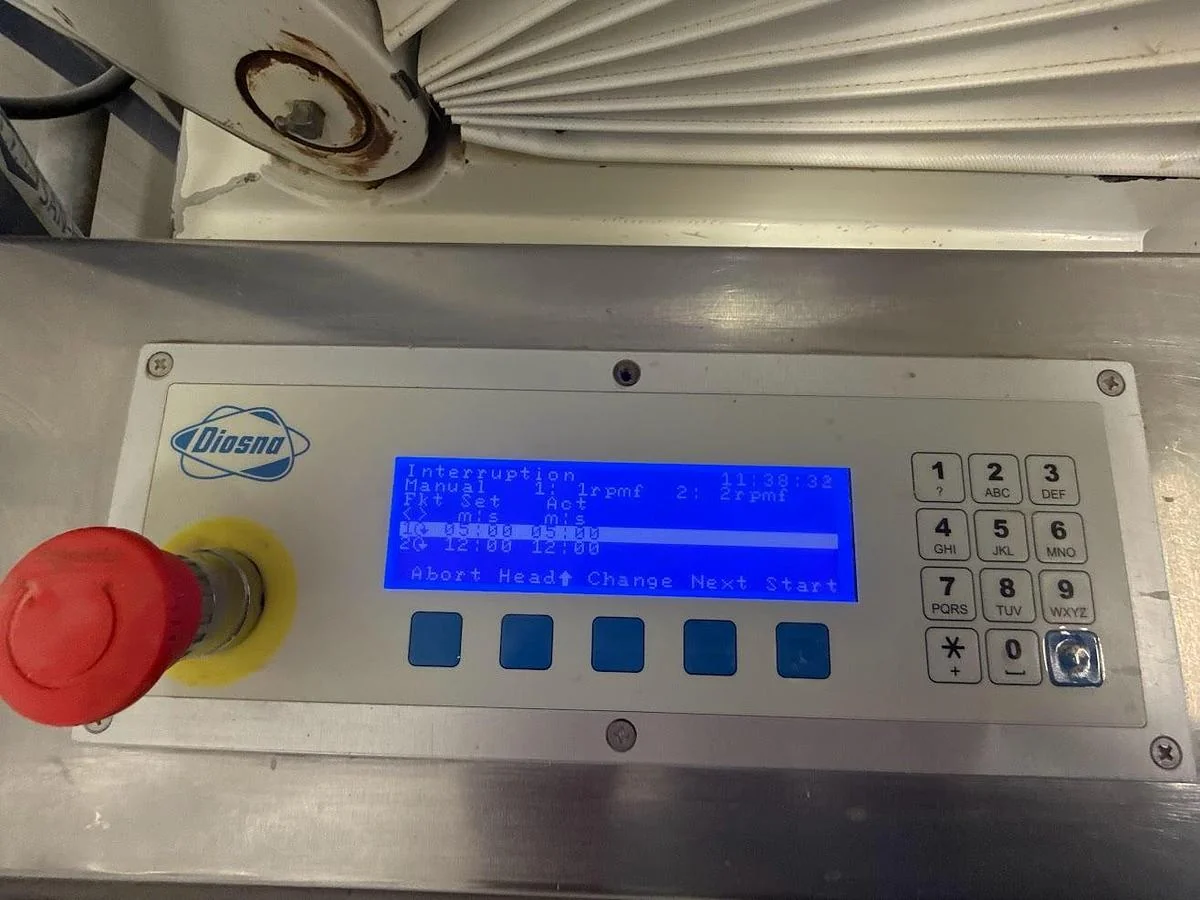 Diosna
Interruption 11:38:32
Manual 1: 1rpmf 2: 2rpmf
Fkt Set Act
<> m:s m:s
1 05:00 05:00
2 12:00 12:00
Abort Head⬆ Change Next Start
1 2 3
? ABC DEF
4 5 6
GHI JKL MNO
7 8 9
PQRS TUV WXYZ
* 0
+